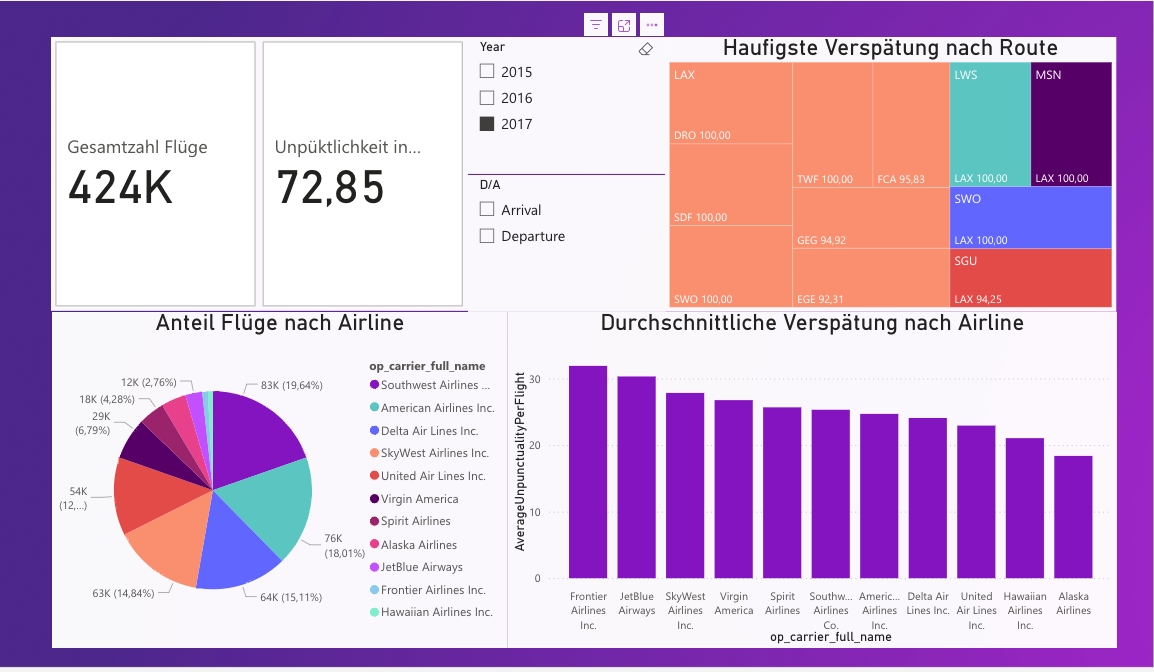 Gesamtzahl Flüge
424K
Unpüktlichkeit in...
72,85
Year
2015
2016
2017
D/A
Arrival
Departure
Haufigste Verspätung nach Route
LAX
DRO 100,00
SDF 100,00
SWO 100,00
TWF 100,00
FCA 95,83
GEG 94,92
EGE 92,31
LWS
LAX 100,00
MSN
LAX 100,00
SWO
LAX 100,00
SGU
LAX 94,25
Anteil Flüge nach Airline
83K (19,64%)
76K
(18,01%)
64K (15,11%)
63K (14,84%)
54K
(12,...)
29K
(6,79%)
18K (4,28%)
12K (2,76%)
op_carrier_full_name
Southwest Airlines ...
American Airlines Inc.
Delta Air Lines Inc.
SkyWest Airlines Inc.
United Air Lines Inc.
Virgin America
Spirit Airlines
Alaska Airlines
JetBlue Airways
Frontier Airlines Inc.
Hawaiian Airlines Inc.
Durchschnittliche Verspätung nach Airline
AverageUnpunctualityPerFlight
30
20
10
0
Frontier
Airlines
Inc.
JetBlue
Airways
SkyWest
Airlines
Inc.
Virgin
America
Spirit
Airlines
Southw...
Airlines
Co.
Americ...
Airlines
Inc.
Delta Air
Lines Inc.
United
Air Lines
Inc.
Hawaiian
Airlines
Inc.
Alaska
Airlines
op_carrier_full_name